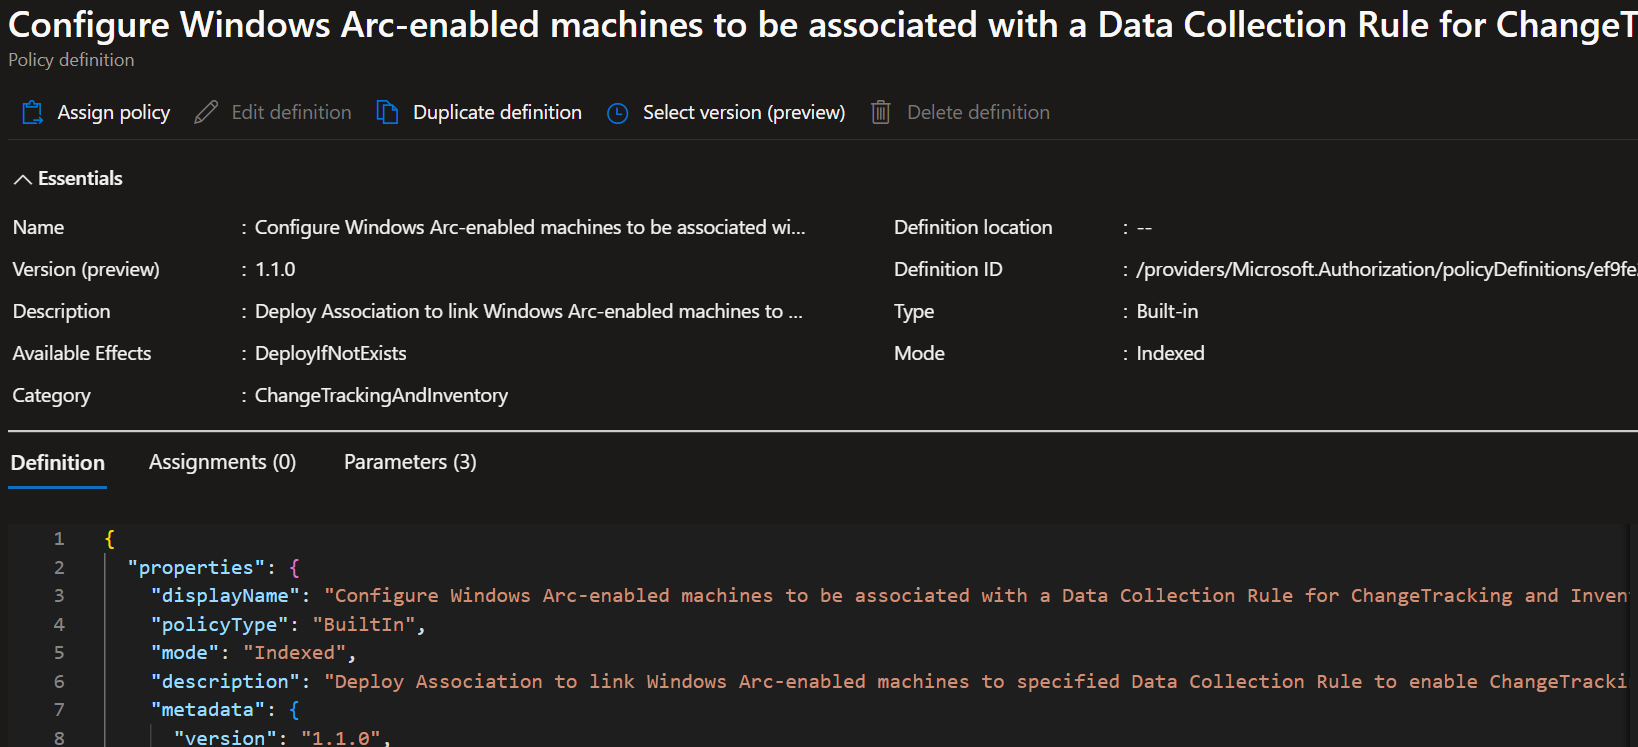 Configure Windows Arc-enabled machines to be associated with a Data Collection Rule for ChangeT
Policy definition
Assign policy Edit definition Duplicate definition Select version (preview) Delete definition
Essentials
Name : Configure Windows Arc-enabled machines to be associated wi... Definition location : --
Version (preview) : 1.1.0 Definition ID : /providers/Microsoft.Authorization/policyDefinitions/ef9fe
Description : Deploy Association to link Windows Arc-enabled machines to ... Type : Built-in
Available Effects : DeployIfNotExists Mode : Indexed
Category : ChangeTrackingAndInventory
Definition Assignments (0) Parameters (3)
1 {
2 "properties": {
3 "displayName": "Configure Windows Arc-enabled machines to be associated with a Data Collection Rule for ChangeTracking and Inven
4 "policyType": "BuiltIn",
5 "mode": "Indexed",
6 "description": "Deploy Association to link Windows Arc-enabled machines to specified Data Collection Rule to enable ChangeTracki
7 "metadata": {
8 "version": "1.1.0",